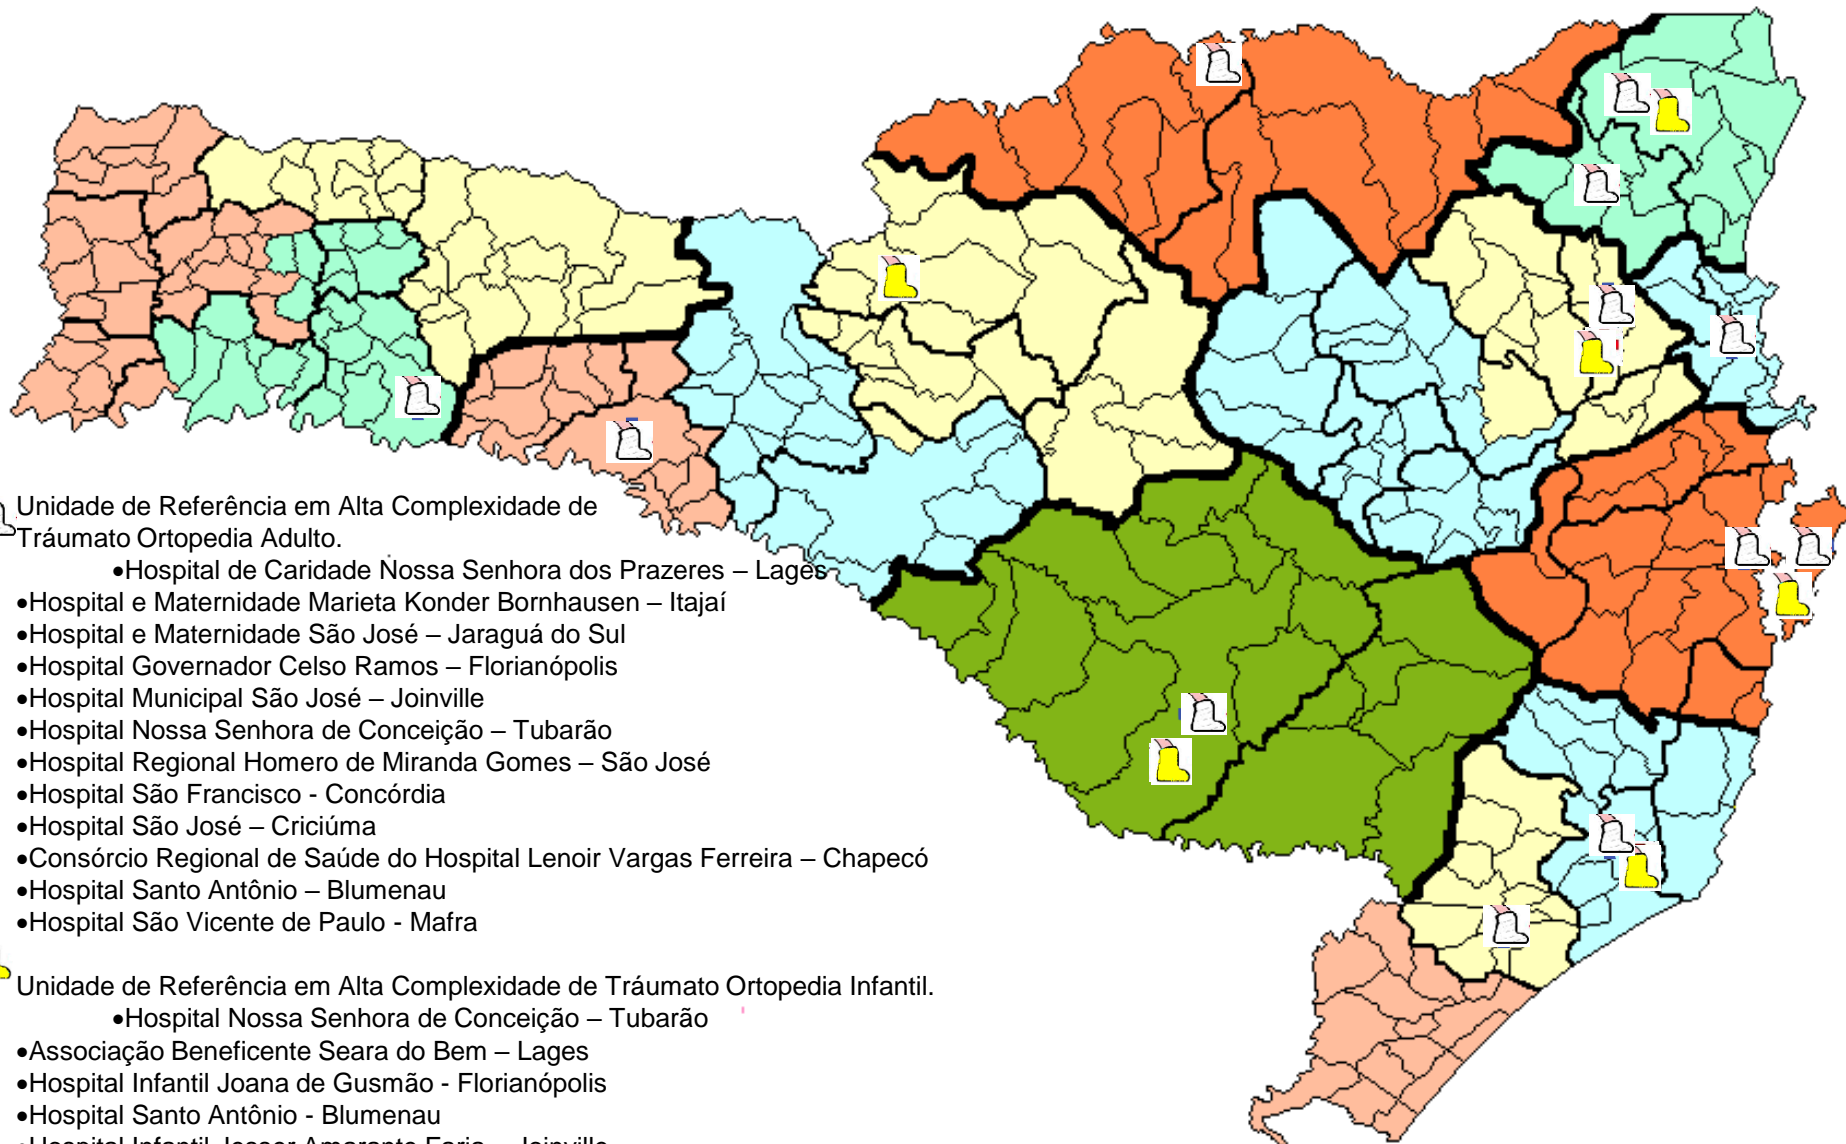 Unidade de Referência em Alta Complexidade de
Tráumato Ortopedia Adulto.
•Hospital de Caridade Nossa Senhora dos Prazeres – Lages
•Hospital e Maternidade Marieta Konder Bornhausen – Itajaí
•Hospital e Maternidade São José – Jaraguá do Sul
•Hospital Governador Celso Ramos – Florianópolis
•Hospital Municipal São José – Joinville
•Hospital Nossa Senhora de Conceição – Tubarão
•Hospital Regional Homero de Miranda Gomes – São José
•Hospital São Francisco - Concórdia
•Hospital São José – Criciúma
•Consórcio Regional de Saúde do Hospital Lenoir Vargas Ferreira – Chapecó
•Hospital Santo Antônio – Blumenau
•Hospital São Vicente de Paulo - Mafra
Unidade de Referência em Alta Complexidade de Tráumato Ortopedia Infantil.
•Hospital Nossa Senhora de Conceição – Tubarão
•Associação Beneficente Seara do Bem – Lages
•Hospital Infantil Joana de Gusmão - Florianópolis
•Hospital Santo Antônio - Blumenau
•Hospital Infantil Jesser Amarante Faria – Joinville